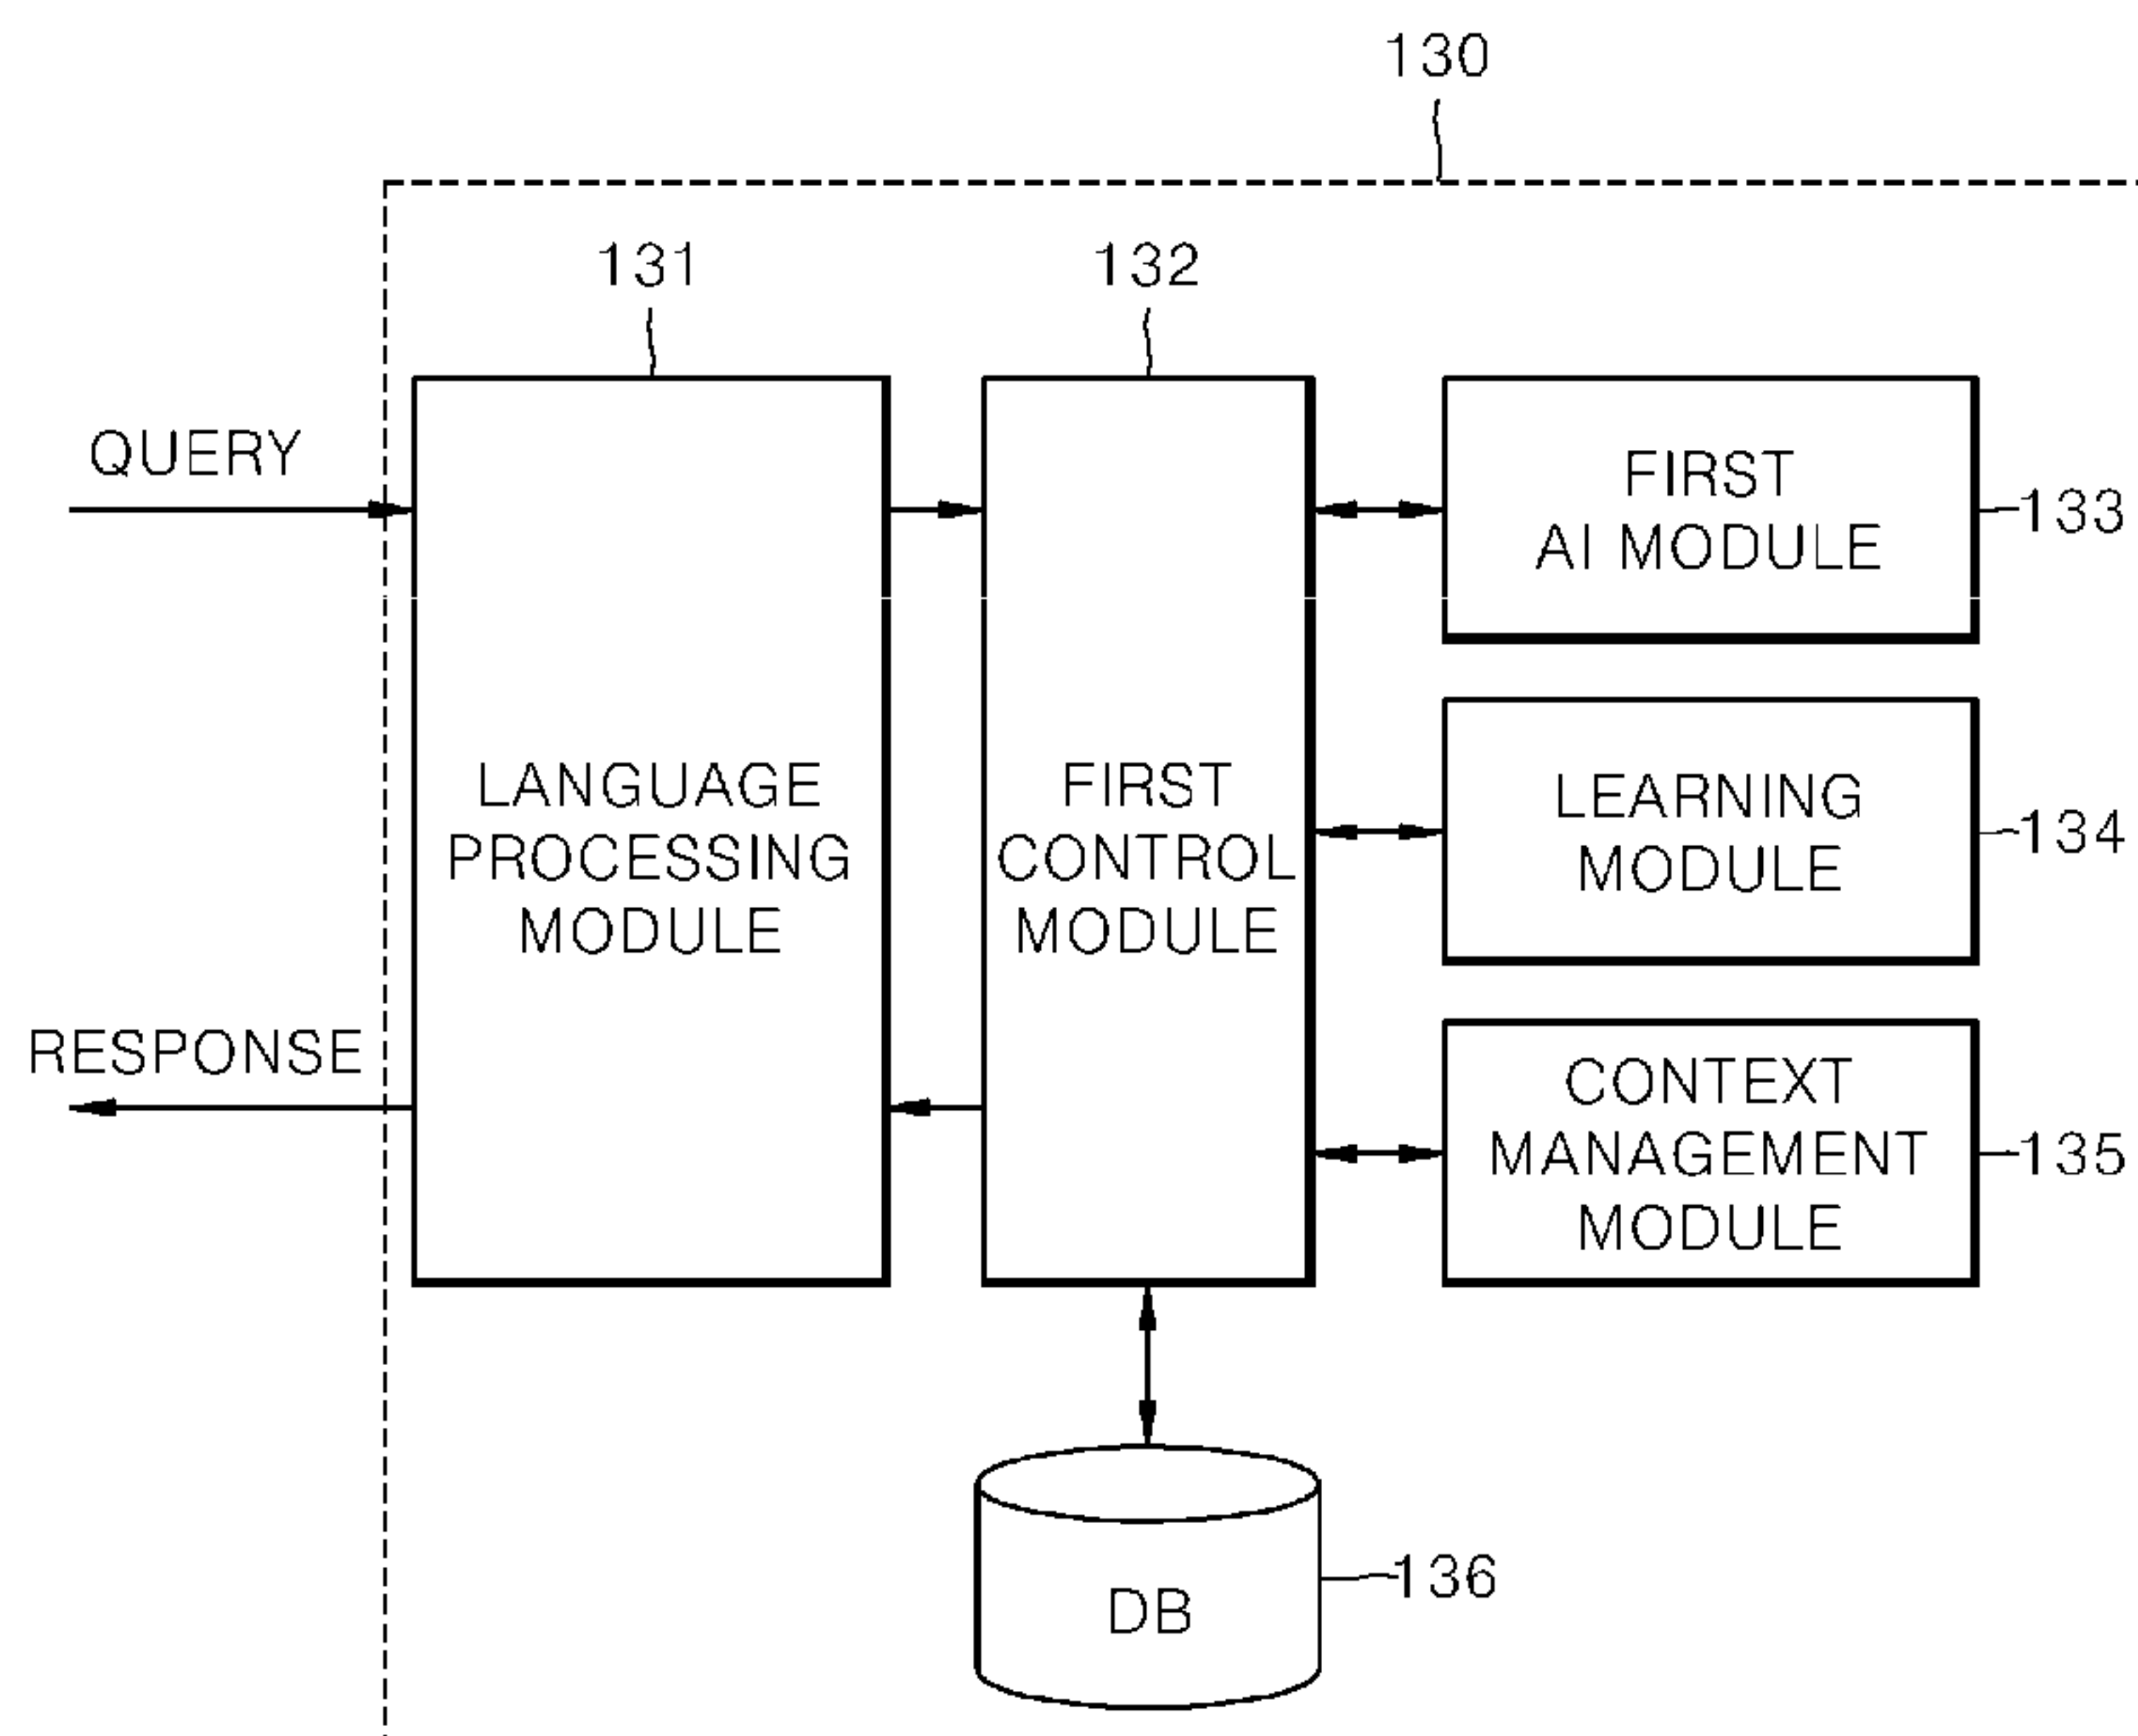 130
131
132
QUERY
FIRST
AI MODULE
133
LANGUAGE
PROCESSING
MODULE
FIRST
CONTROL
MODULE
LEARNING
MODULE
134
RESPONSE
CONTEXT
MANAGEMENT
MODULE
135
DB
136